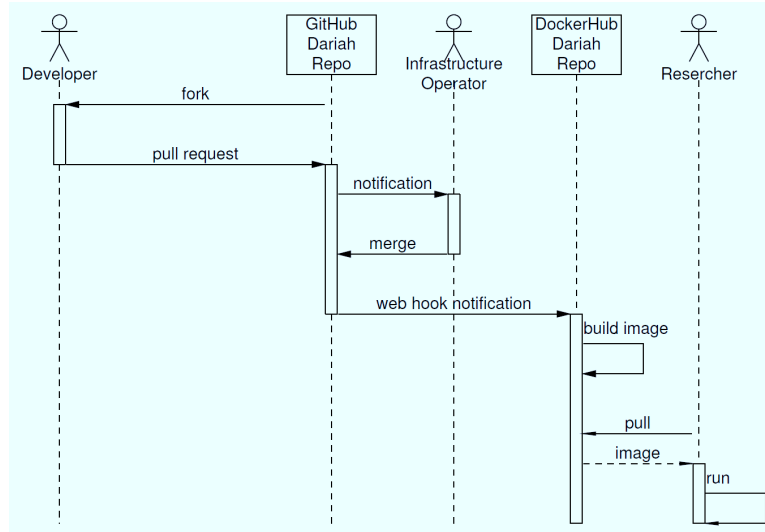 GitHub
Dariah
Repo
DockerHub
Dariah
Repo
Developer
Infrastructure
Operator
Resercher
fork
pull request
notification
merge
web hook notification
build image
pull
image
run